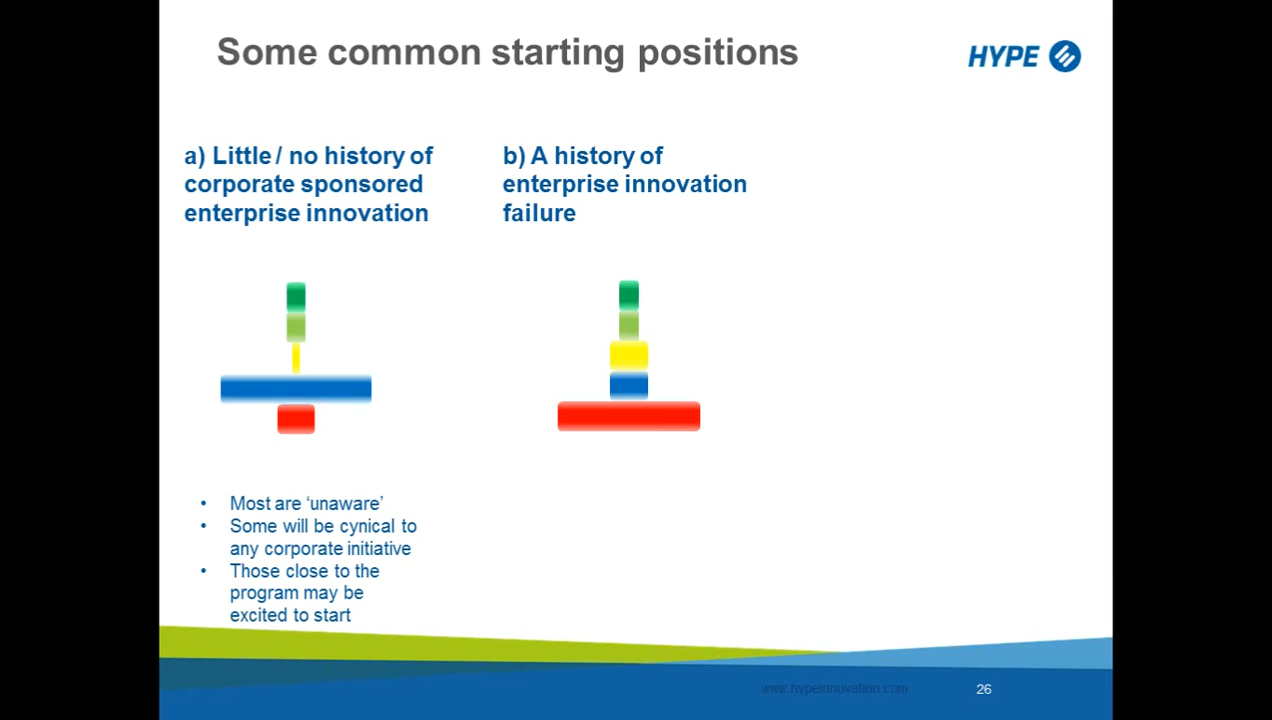 Some common starting positions
HYPE
a) Little / no history of
corporate sponsored
enterprise innovation
b) A history of
enterprise innovation
failure
• Most are ‘unaware’
• Some will be cynical to
any corporate initiative
• Those close to the
program may be
excited to start
www.hypeinnovation.com
26